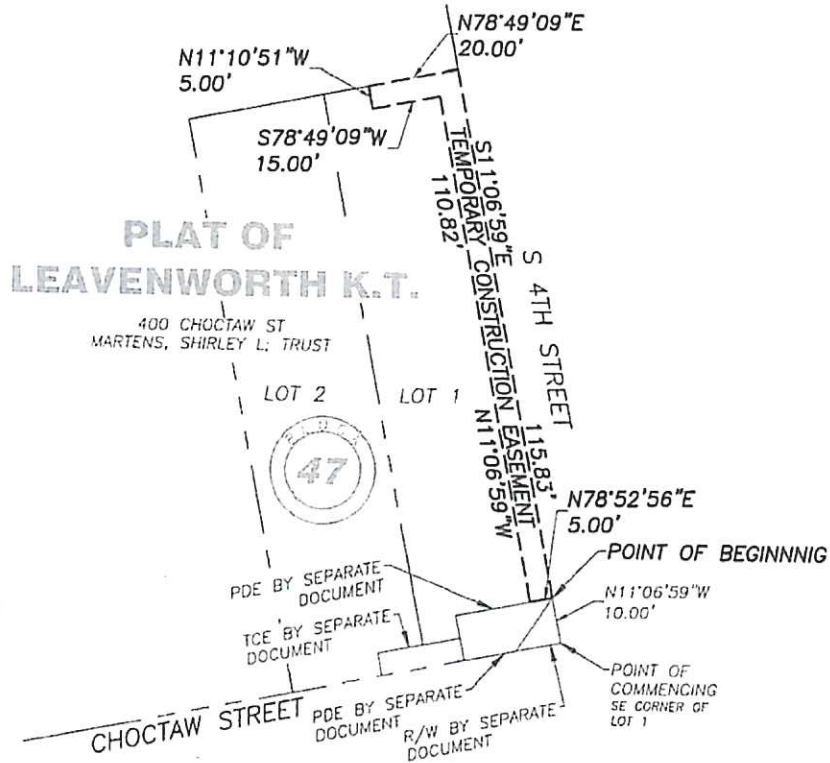 N78°49'09"E
20.00'
N11°10'51"W
5.00'
S78°49'09"W
15.00'
S11°06'59"E
TEMPORARY CONSTRUCTION EASEMENT
110.82'
S 4TH STREET
115.83'
N11°06'59"W
PLAT OF
LEAVENWORTH K.T.
400 CHOCTAW ST
MARTENS, SHIRLEY L; TRUST
LOT 2
LOT 1
BLOCK
47
N78°52'56"E
5.00'
POINT OF BEGINNNIG
N11°06'59"W
10.00'
PDE BY SEPARATE
DOCUMENT
TCE BY SEPARATE
DOCUMENT
POINT OF
COMMENCING
SE CORNER OF
LOT 1
CHOCTAW STREET
PDE BY SEPARATE
DOCUMENT
R/W BY SEPARATE
DOCUMENT